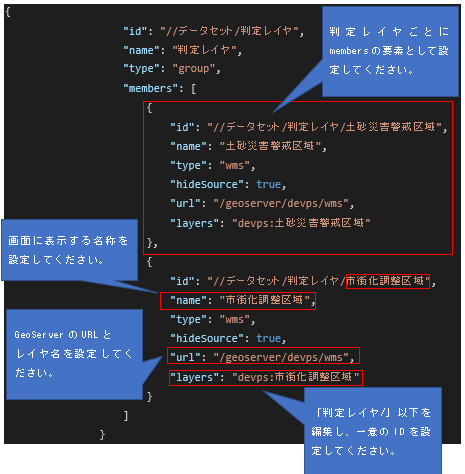 {
"id": "//データセット/判定レイヤ",
"name": "判定レイヤ",
"type": "group",
"members": [
判定レイヤごとに
membersの要素として設
定してください。
{
"id": "//データセット/判定レイヤ/土砂災害警戒区域",
"name": "土砂災害警戒区域",
"type": "wms",
"hideSource": true,
"url": "/geoserver/devps/wms",
"layers": "devps:土砂災害警戒区域"
},
画面に表示する名称を
設定してください。
{
"id": "//データセット/判定レイヤ/市街化調整区域",
"name": "市街化調整区域",
"type": "wms",
"hideSource": true,
"url": "/geoserver/devps/wms",
"layers": "devps:市街化調整区域"
GeoServerのURLと
レイヤ名を設定してく
ださい。
}
]
}
「判定レイヤ/」以下を
編集し、一意のIDを設
定してください。